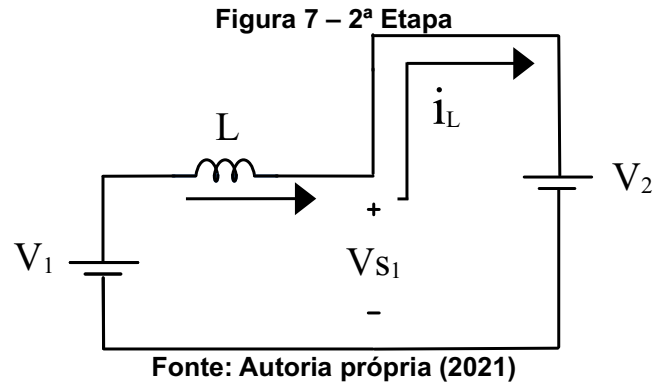 Figura 7 – 2ª Etapa
L
i_L
V₂
+
V₁
Vs₁
-
Fonte: Autoria própria (2021)